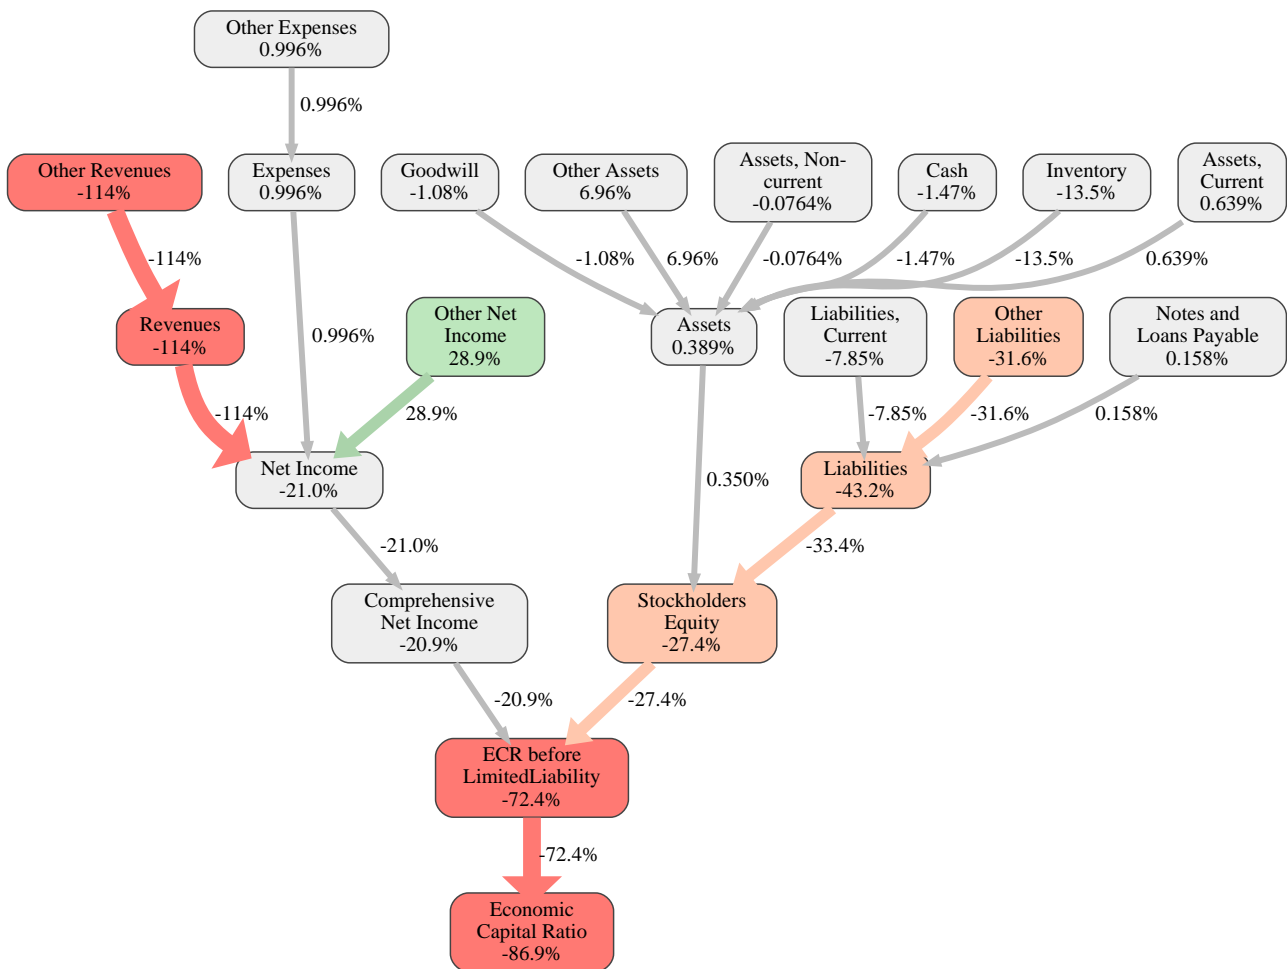 Other Expenses
0.996%
0.996%
Other Revenues
-114%
Expenses
0.996%
Goodwill
-1.08%
Other Assets
6.96%
Assets, Non-
current
-0.0764%
Cash
-1.47%
Inventory
-13.5%
Assets,
Current
0.639%
-114%
-1.08%
6.96%
-0.0764%
-1.47%
-13.5%
0.639%
Revenues
-114%
0.996%
Other Net
Income
28.9%
Assets
0.389%
Liabilities,
Current
-7.85%
Other
Liabilities
-31.6%
Notes and
Loans Payable
0.158%
-114%
28.9%
-7.85%
-31.6%
0.158%
Net Income
-21.0%
0.350%
Liabilities
-43.2%
-21.0%
-33.4%
Comprehensive
Net Income
-20.9%
Stockholders
Equity
-27.4%
-20.9%
-27.4%
ECR before
LimitedLiability
-72.4%
-72.4%
Economic
Capital Ratio
-86.9%